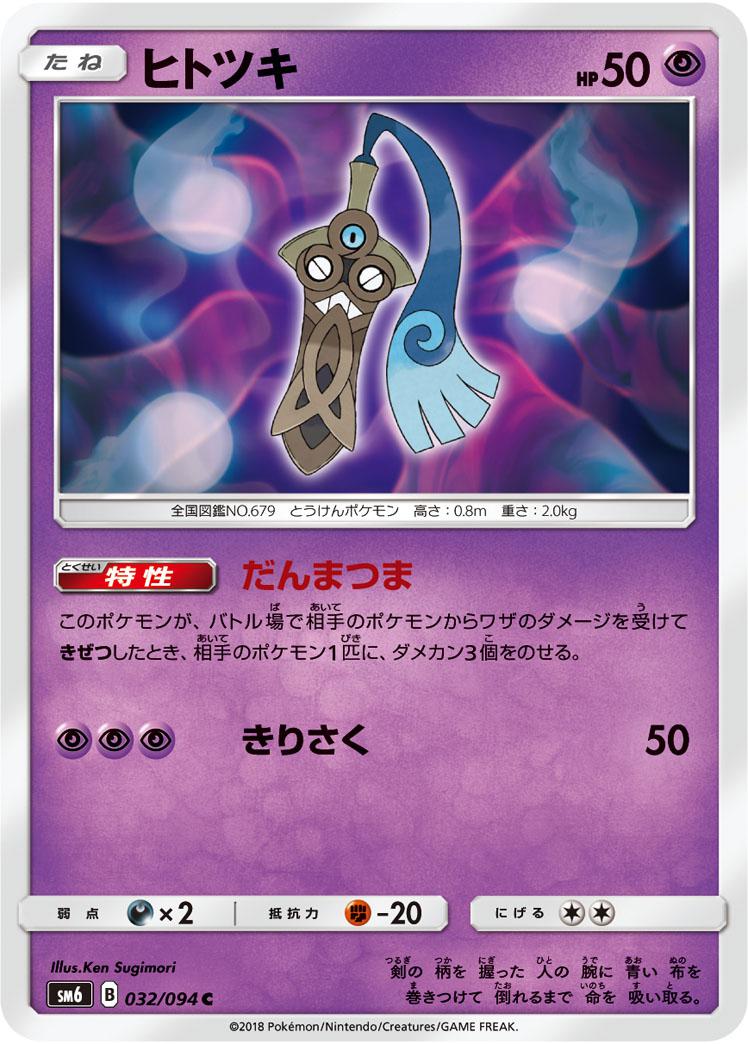 たね ヒトツキ HP50
全国図鑑NO.679 とうけんポケモン 高さ:0.8m 重さ:2.0kg
とくせい
特性 だんまつま
このポケモンが、バトル場で相手のポケモンからワザのダメージを受けて
きぜつしたとき、相手のポケモン1匹に、ダメカン3個をのせる。
きりさく 50
弱点 ×2 抵抗力 -20 にげる
Illus.Ken Sugimori
剣の 柄を 握った 人の 腕に 青い 布を
巻きつけて 倒れるまで 命を 吸い取る。
SM6 B 032/094 C
©2018 Pokémon/Nintendo/Creatures/GAME FREAK.